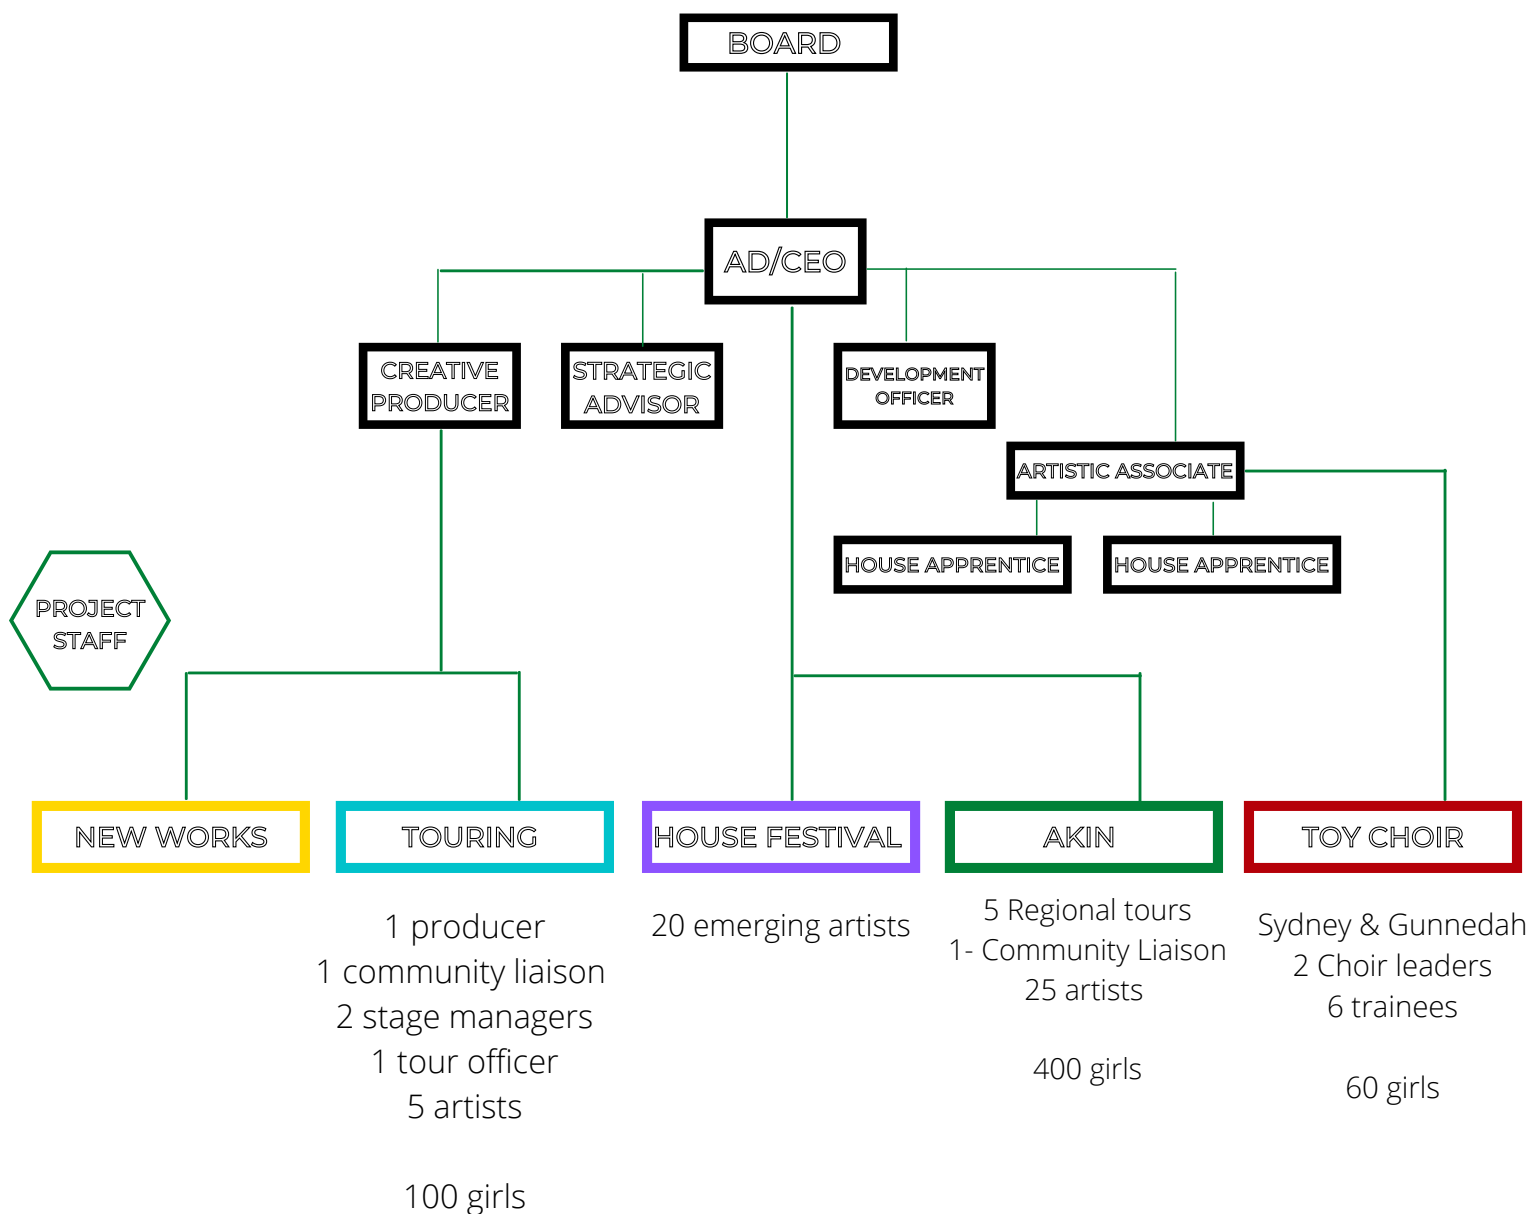 BOARD
AD/CEO
CREATIVE
PRODUCER
STRATEGIC
ADVISOR
DEVELOPMENT
OFFICER
ARTISTIC ASSOCIATE
HOUSE APPRENTICE
HOUSE APPRENTICE
PROJECT
STAFF
NEW WORKS
TOURING
1 producer
1 community liaison
2 stage managers
1 tour officer
5 artists
100 girls
HOUSE FESTIVAL
20 emerging artists
AKIN
5 Regional tours
1- Community Liaison
25 artists
400 girls
TOY CHOIR
Sydney & Gunnedah
2 Choir leaders
6 trainees
60 girls